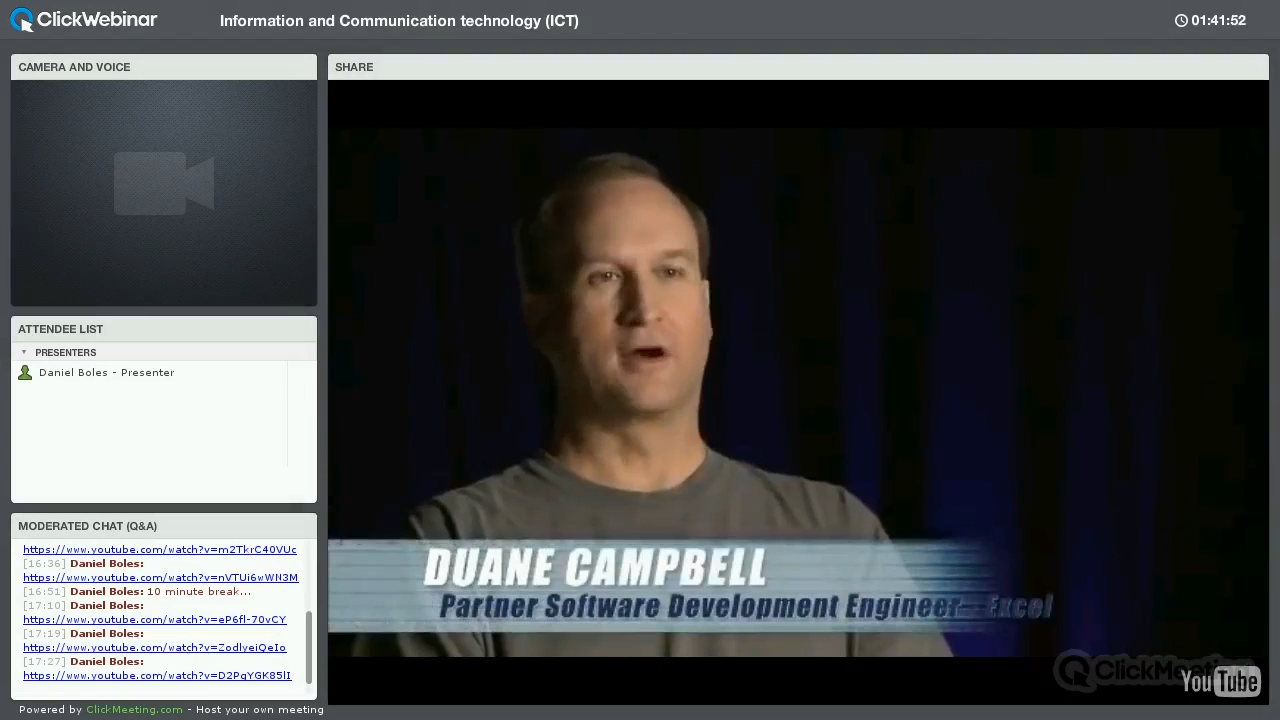 ClickWebinar
Information and Communication technology (ICT)
01:41:52
CAMERA AND VOICE
SHARE
ATTENDEE LIST
PRESENTERS
Daniel Boles - Presenter
MODERATED CHAT (Q&A)
https://www.youtube.com/watch?v=m2TkrC40VUc
[16:36] Daniel Boles:
https://www.youtube.com/watch?v=nVTUi6wWN3M
[16:51] Daniel Boles: 10 minute break...
[17:10] Daniel Boles:
https://www.youtube.com/watch?v=eP6fl-70vCY
[17:19] Daniel Boles:
https://www.youtube.com/watch?v=ZodlveiQeIo
[17:27] Daniel Boles:
https://www.youtube.com/watch?v=D2PqYGK85lI
DUANE CAMPBELL
Partner Software Development Engineer - Excel
ClickMeeting
YouTube
Powered by ClickMeeting.com - Host your own meeting